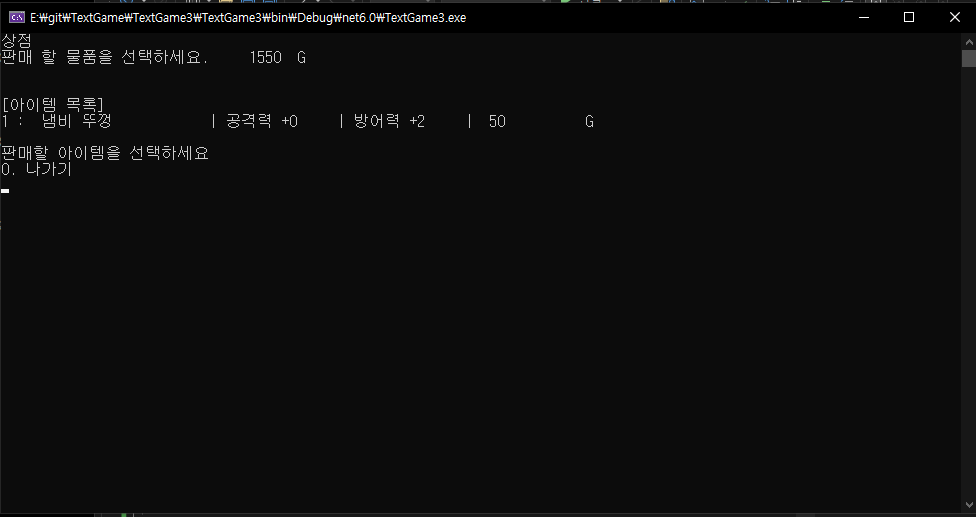 E:₩git₩TextGame₩TextGame3₩TextGame3₩bin₩Debug₩net6.0₩TextGame3.exe
상점
판매 할 물품을 선택하세요. 1550 G
[아이템 목록]
1 : 냄비 뚜껑 | 공격력 +0 | 방어력 +2 | 50 G
판매할 아이템을 선택하세요
0. 나가기